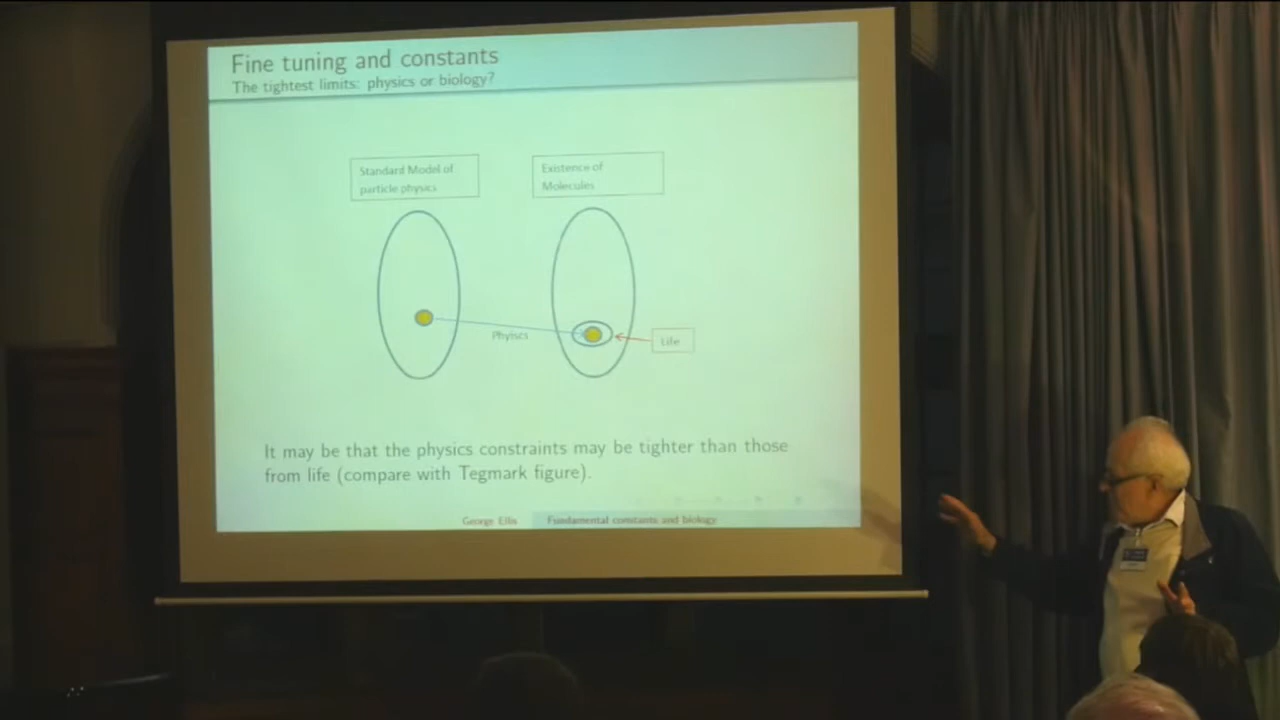 Fine tuning and constants
The tightest limits: physics or biology?
Standard Model of
particle physics
Existence of
Molecules
Phyiscs
Life
It may be that the physics constraints may be tighter than those
from life (compare with Tegmark figure).
George Ellis
Fundamental constants and biology